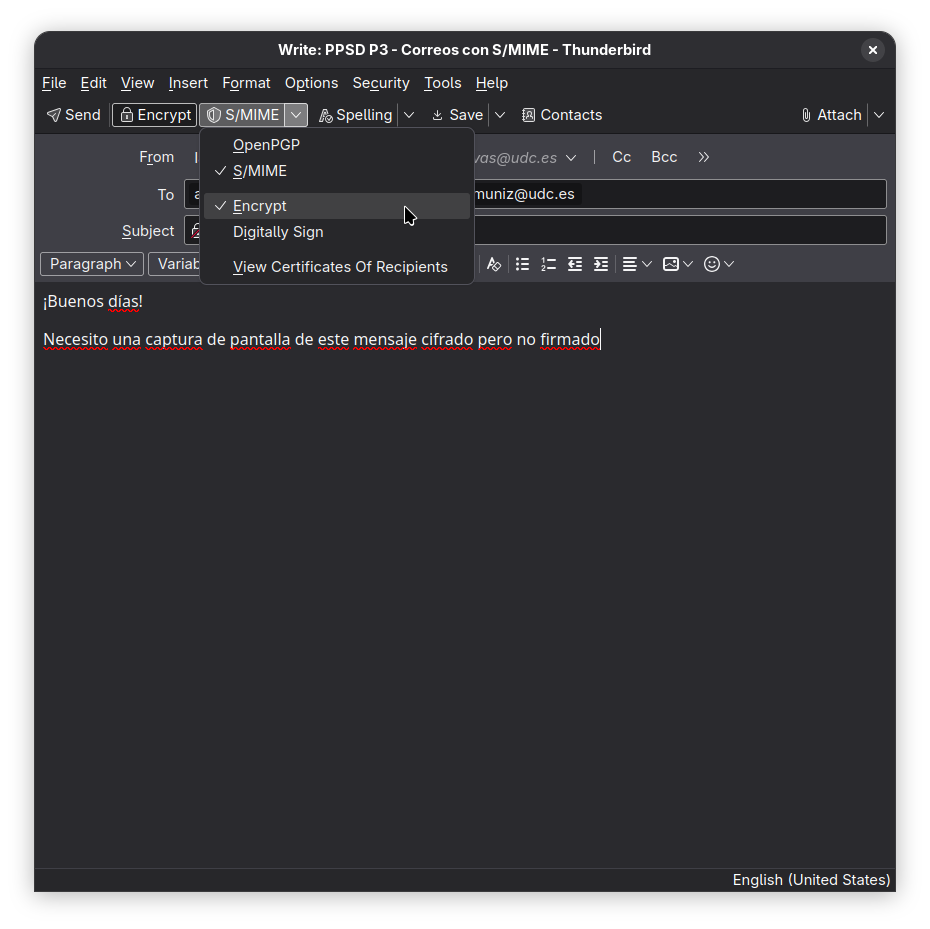 Write: PPSD P3 - Correos con S/MIME - Thunderbird
File Edit View Insert Format Options Security Tools Help
Send Encrypt S/MIME Spelling Save Contacts Attach
OpenPGP
S/MIME
Encrypt
Digitally Sign
View Certificates Of Recipients
From vas@udc.es Cc Bcc
To muniz@udc.es
Subject
Paragraph Variab
¡Buenos días!
Necesito una captura de pantalla de este mensaje cifrado pero no firmado
English (United States)